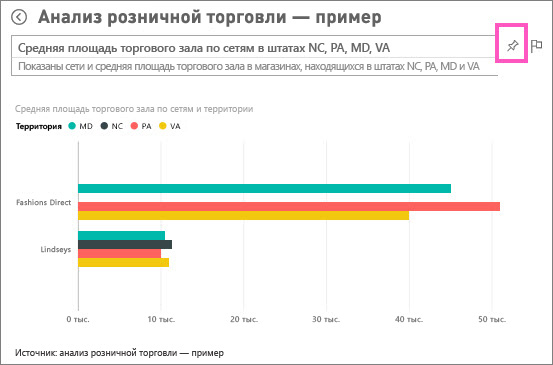 Анализ розничной торговли — пример
Средняя площадь торгового зала по сетям в штатах NC, PA, MD, VA
Показаны сети и средняя площадь торгового зала в магазинах, находящихся в штатах NC, PA, MD и VA
Средняя площадь торгового зала по сетям и территории
Территория MD NC PA VA
Fashions Direct
Lindseys
0 тыс. 10 тыс. 20 тыс. 30 тыс. 40 тыс. 50 тыс.
Источник: анализ розничной торговли — пример